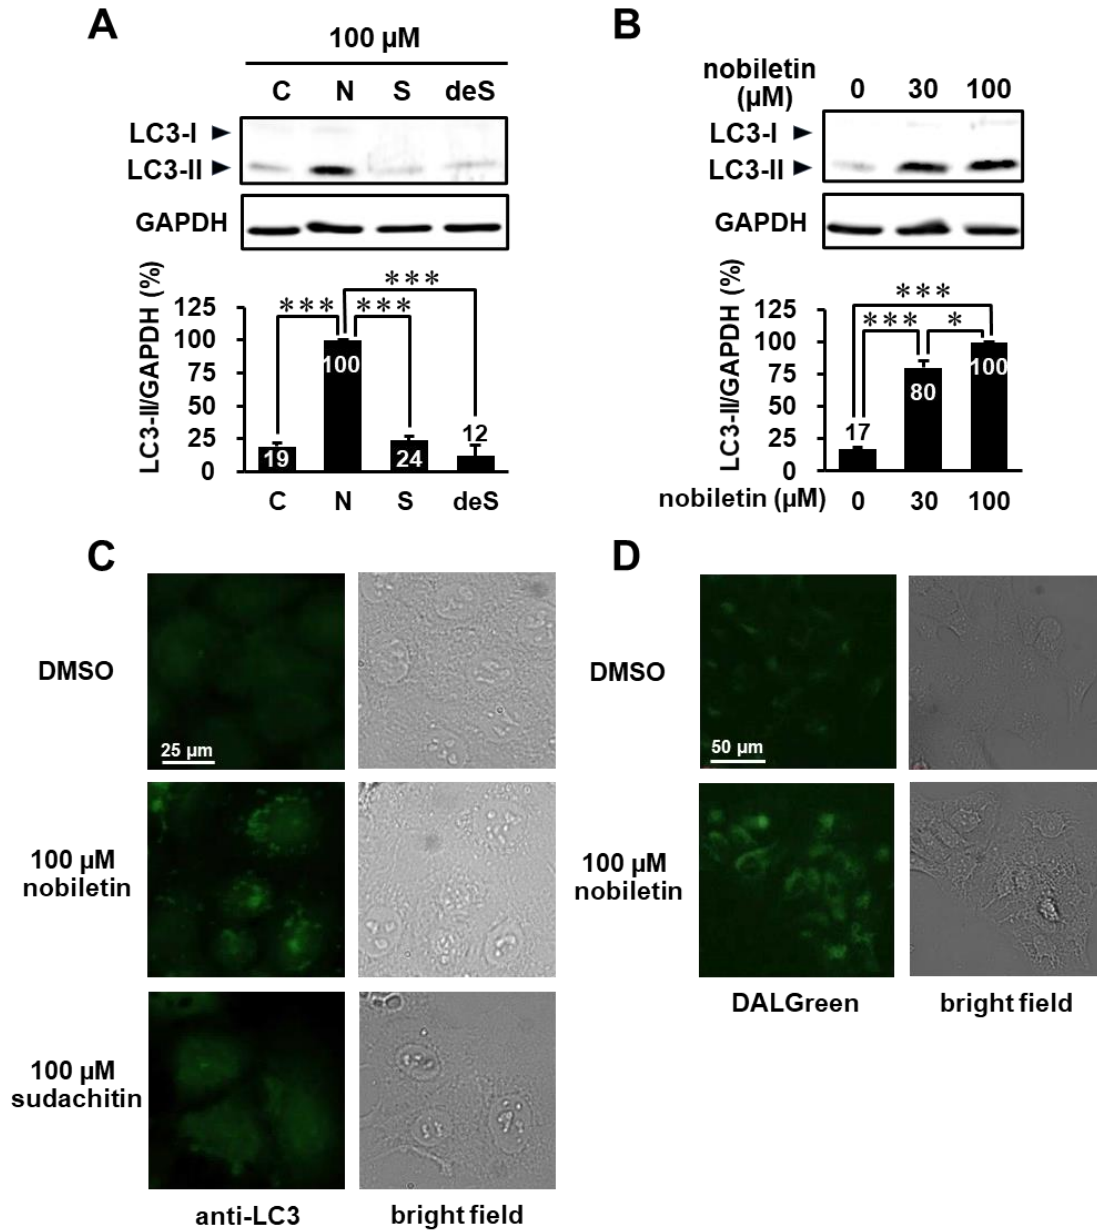 A
100 µM
C N S deS
LC3-I
LC3-II
GAPDH
LC3-II/GAPDH (%)
125
100
75
50
25
0
*** *** ***
19 100 24 12
C N S deS
B
nobiletin
(µM) 0 30 100
LC3-I
LC3-II
GAPDH
LC3-II/GAPDH (%)
125
100
75
50
25
0
***
*** *
17 80 100
nobiletin (µM) 0 30 100
C
DMSO
25 µm
100 µM
nobiletin
100 µM
sudachitin
anti-LC3 bright field
D
DMSO
50 µm
100 µM
nobiletin
DALGreen bright field